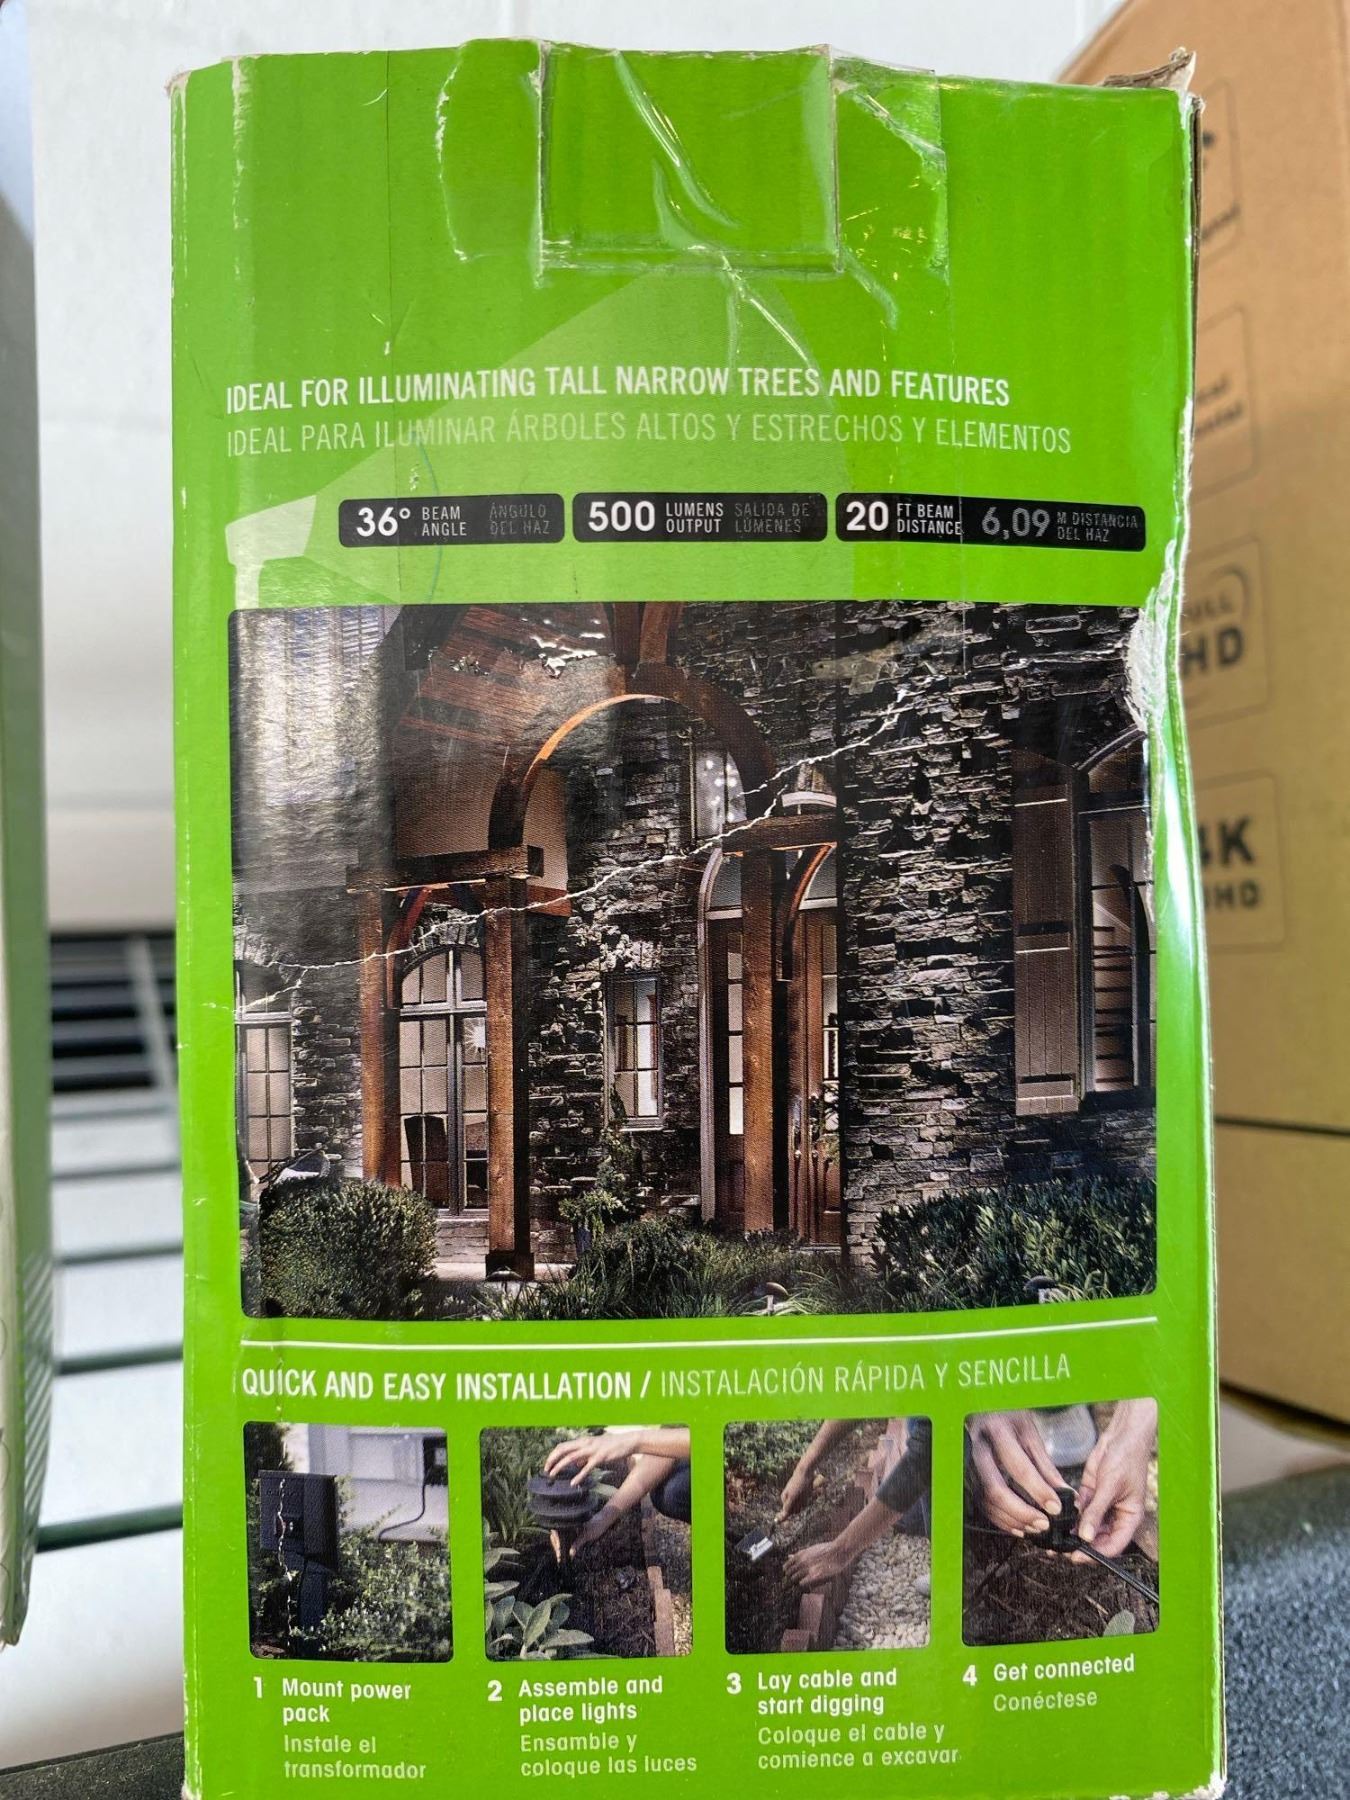 IDEAL FOR ILLUMINATING TALL NARROW TREES AND FEATURES
IDEAL PARA ILUMINAR ÁRBOLES ALTOS Y ESTRECHOS Y ELEMENTOS
36° BEAM ANGLE ÁNGULO DEL HAZ
500 LUMENS OUTPUT SALIDA DE LÚMENES
20 FT BEAM DISTANCE 6,09 M DISTANCIA DEL HAZ
QUICK AND EASY INSTALLATION / INSTALACIÓN RÁPIDA Y SENCILLA
1 Mount power
pack
Instale el
transformador
2 Assemble and
place lights
Ensamble y
coloque las luces
3 Lay cable and
start digging
Coloque el cable y
comience a excavar
4 Get connected
Conéctese
HD
4K